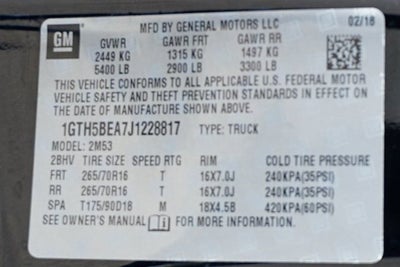 GM
MFD BY GENERAL MOTORS LLC 02/18
GVWR GAWR FRT GAWR RR
2449 KG 1315 KG 1497 KG
5400 LB 2900 LB 3300 LB
THIS VEHICLE CONFORMS TO ALL APPLICABLE U.S. FEDERAL MOTOR
VEHICLE SAFETY AND THEFT PREVENTION STANDARDS IN EFFECT ON
THE DATE OF MANUFACTURE SHOWN ABOVE.
1GTH5BEA7J1228817 TYPE: TRUCK
MODEL: 2M53
2BHV TIRE SIZE SPEED RTG RIM COLD TIRE PRESSURE
FRT 265/70R16 T 16X7.0J 240KPA(35PSI)
RR 265/70R16 T 16X7.0J 240KPA(35PSI)
SPA T175/90D18 M 18X4.5B 420KPA(60PSI)
SEE OWNER'S MANUAL FOR MORE INFORMATION.